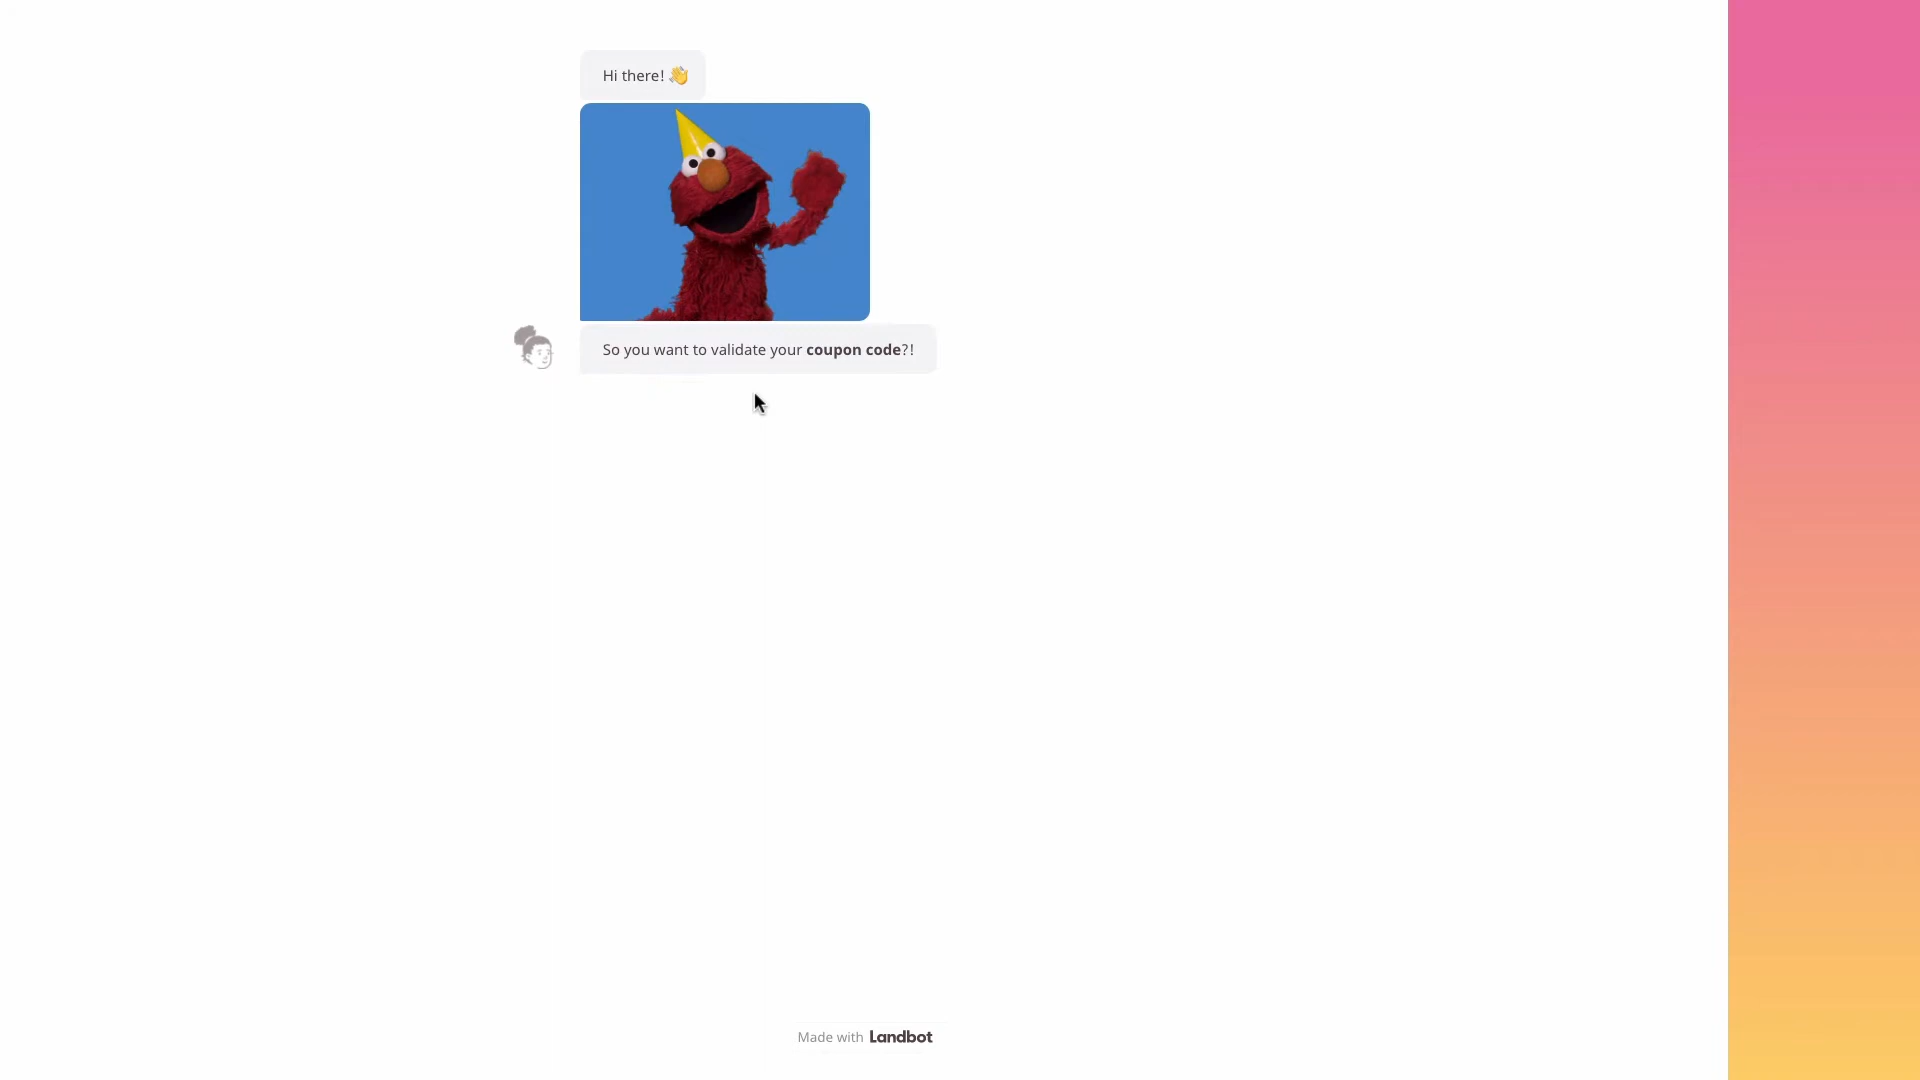 Hi there! 👋
So you want to validate your coupon code?!
Made with Landbot